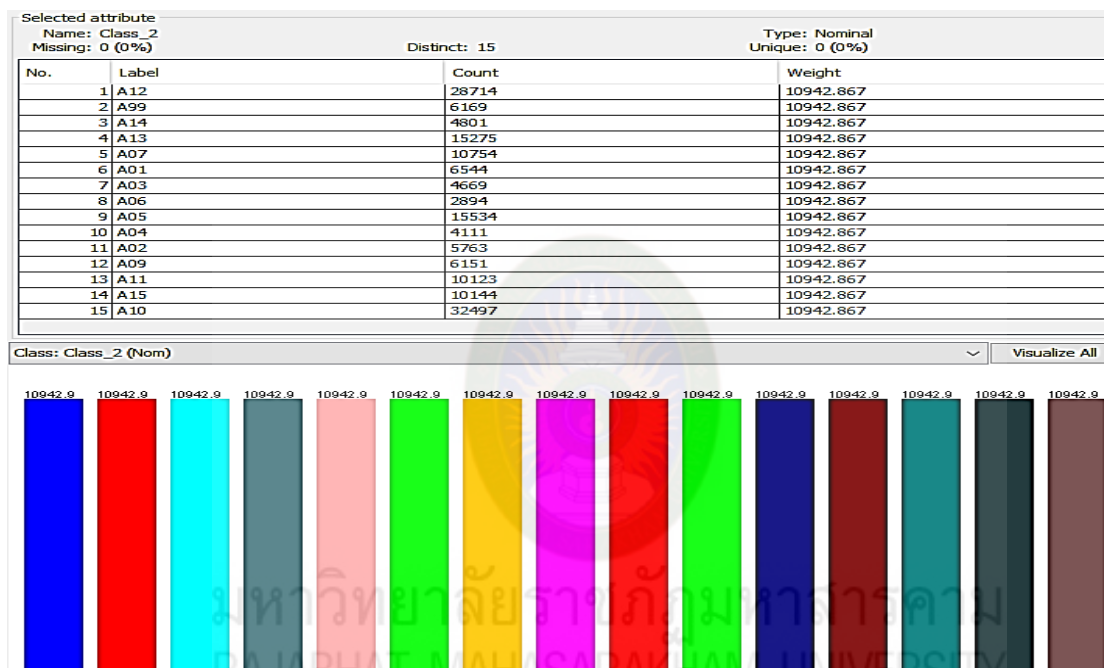 Selected attribute
Name: Class_2 Type: Nominal
Missing: 0 (0%) Distinct: 15 Unique: 0 (0%)
No. Label Count Weight
1 A12 28714 10942.867
2 A99 6169 10942.867
3 A14 4801 10942.867
4 A13 15275 10942.867
5 A07 10754 10942.867
6 A01 6544 10942.867
7 A03 4669 10942.867
8 A06 2894 10942.867
9 A05 15534 10942.867
10 A04 4111 10942.867
11 A02 5763 10942.867
12 A09 6151 10942.867
13 A11 10123 10942.867
14 A15 10144 10942.867
15 A10 32497 10942.867
Class: Class_2 (Nom) Visualize All
10942.9 10942.9 10942.9 10942.9 10942.9 10942.9 10942.9 10942.9 10942.9 10942.9 10942.9 10942.9 10942.9 10942.9 10942.9
มหาวิทยาลัยราชภัฏมหาสารคาม
RAJABHAT MAHASARAKHAM UNIVERSITY